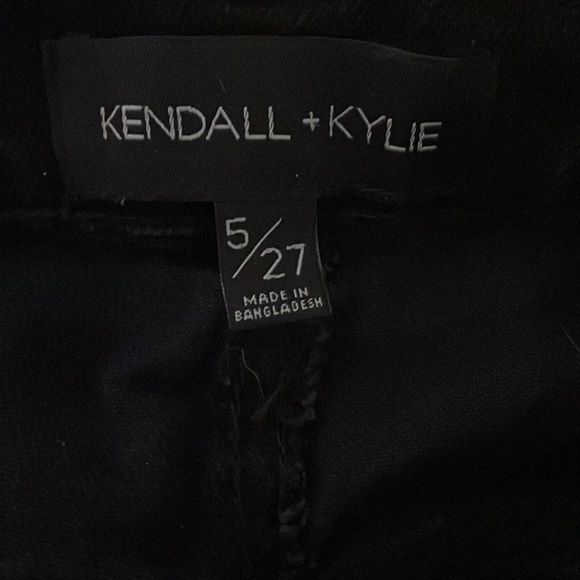 KENDALL + KYLIE
5/27
MADE IN
BANGLADESH